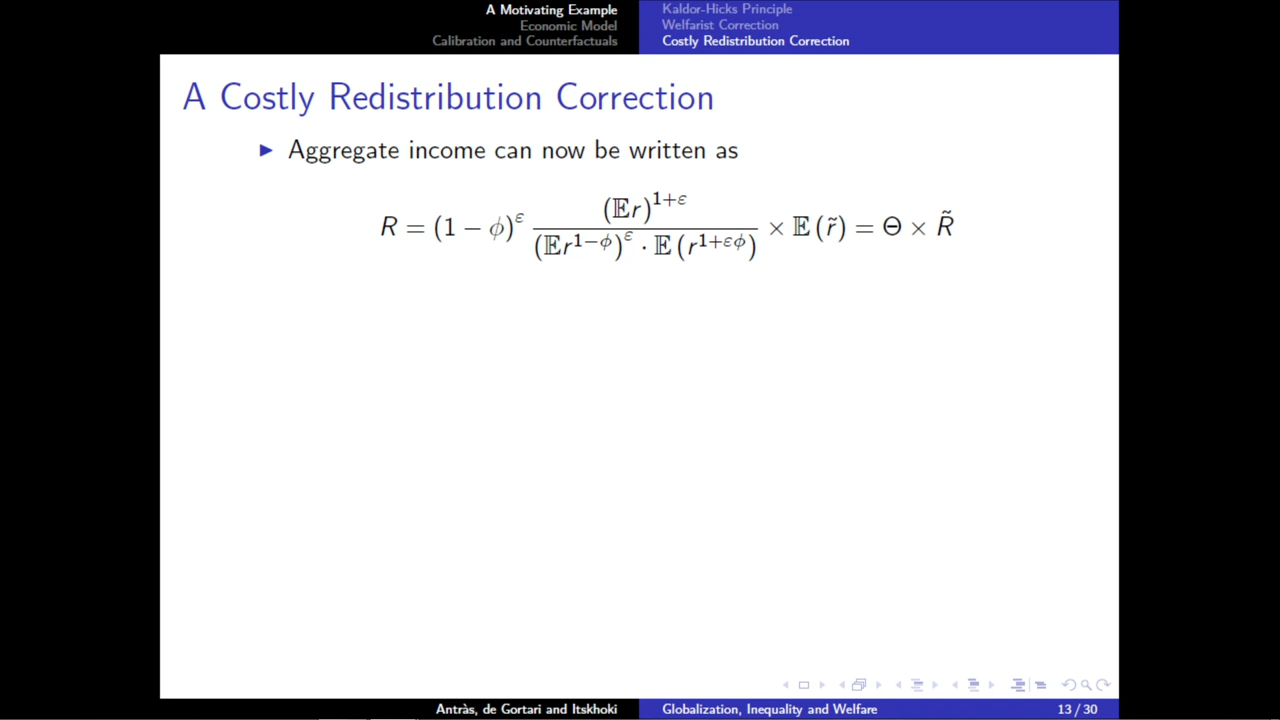 A Motivating Example
Economic Model
Calibration and Counterfactuals
Kaldor-Hicks Principle
Welfarist Correction
Costly Redistribution Correction
A Costly Redistribution Correction
▶ Aggregate income can now be written as
R = (1 − ϕ)^ε (𝔼r)^{1+ε} / ((𝔼r^{1−ϕ})^ε · 𝔼(r^{1+εϕ})) × 𝔼(r̃) = Θ × R̃
Antràs, de Gortari and Itskhoki
Globalization, Inequality and Welfare
13 / 30